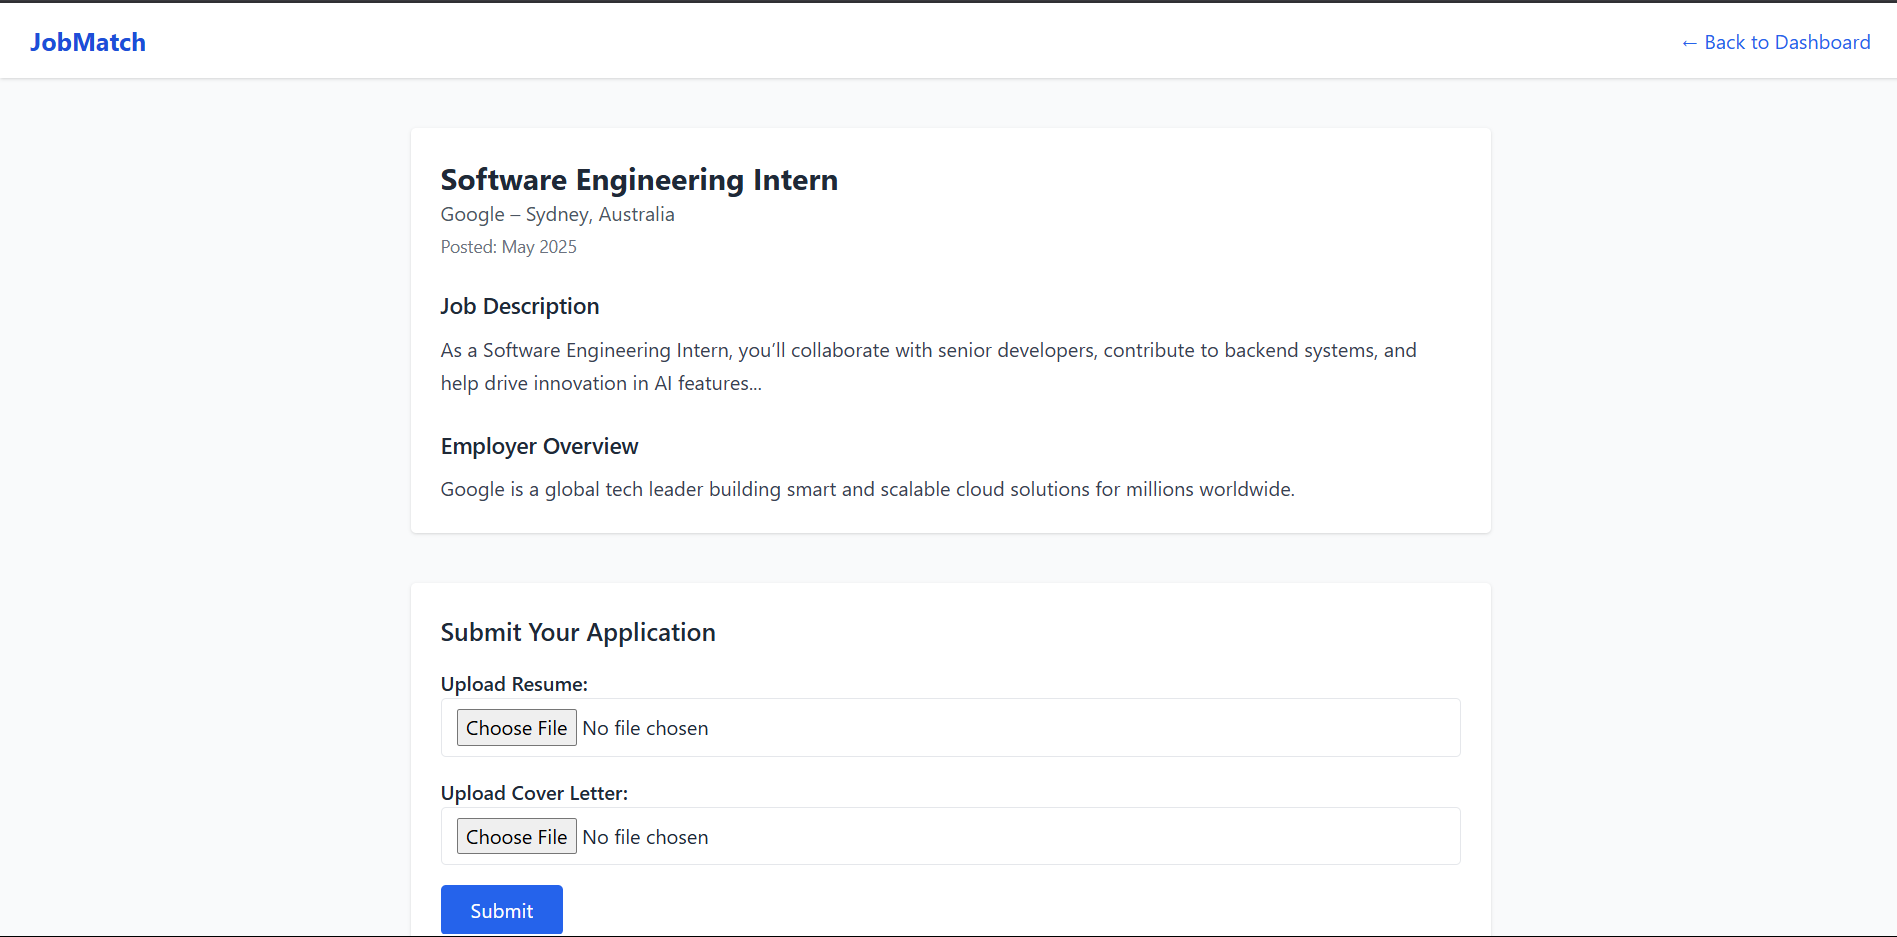 JobMatch
← Back to Dashboard
Software Engineering Intern
Google – Sydney, Australia
Posted: May 2025
Job Description
As a Software Engineering Intern, you’ll collaborate with senior developers, contribute to backend systems, and
help drive innovation in AI features...
Employer Overview
Google is a global tech leader building smart and scalable cloud solutions for millions worldwide.
Submit Your Application
Upload Resume:
Choose File No file chosen
Upload Cover Letter:
Choose File No file chosen
Submit